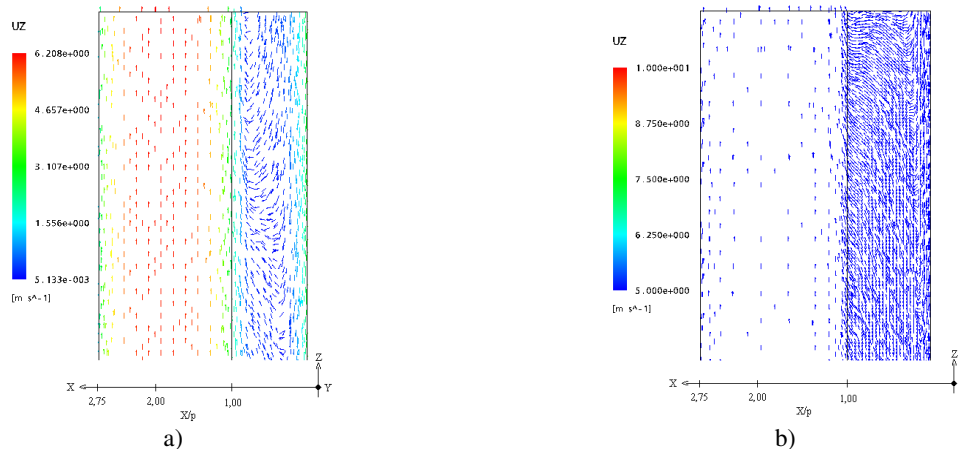 UZ
6.208e+000
4.657e+000
3.107e+000
1.556e+000
5.133e-003
[m s^-1]
Z
X
Y
2,75
2,00
1,00
X/p
a)
UZ
1.000e+001
8.750e+000
7.500e+000
6.250e+000
5.000e+000
[m s^-1]
Z
X
2,75
2,00
1,00
X/p
b)